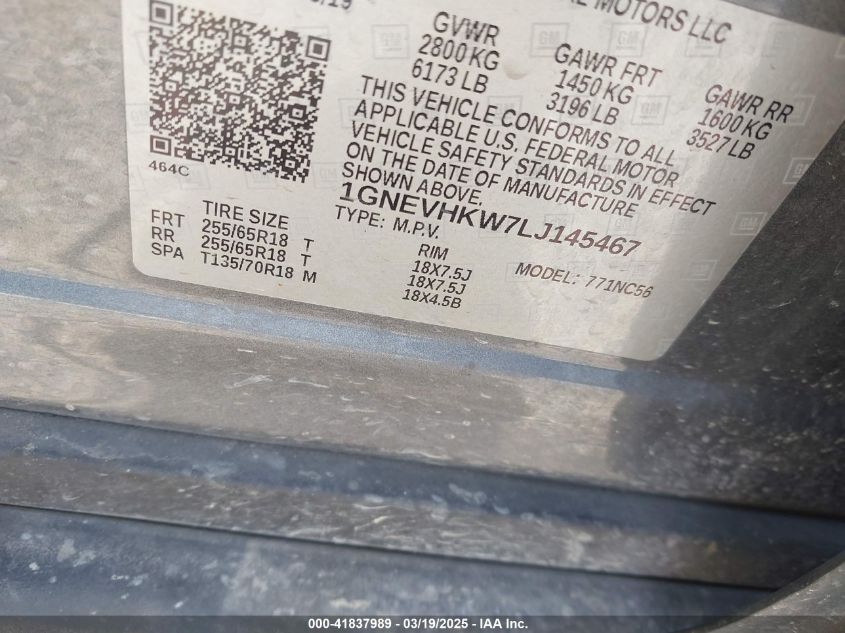 /19
MOTORS LLC
GVWR
2800 KG
6173 LB
GAWR FRT
1450 KG
3196 LB
GAWR RR
1600 KG
3527 LB
THIS VEHICLE CONFORMS TO ALL
APPLICABLE U.S. FEDERAL MOTOR
VEHICLE SAFETY STANDARDS IN EFFECT
ON THE DATE OF MANUFACTURE
SHOWN ABOVE.
464C
1GNEVHKW7LJ145467
TYPE: M.P.V.
MODEL: 771NC56
TIRE SIZE RIM
FRT 255/65R18 T 18X7.5J
RR 255/65R18 T 18X7.5J
SPA T135/70R18 M 18X4.5B
000-41837989 — 03/19/2025 — IAA Inc.